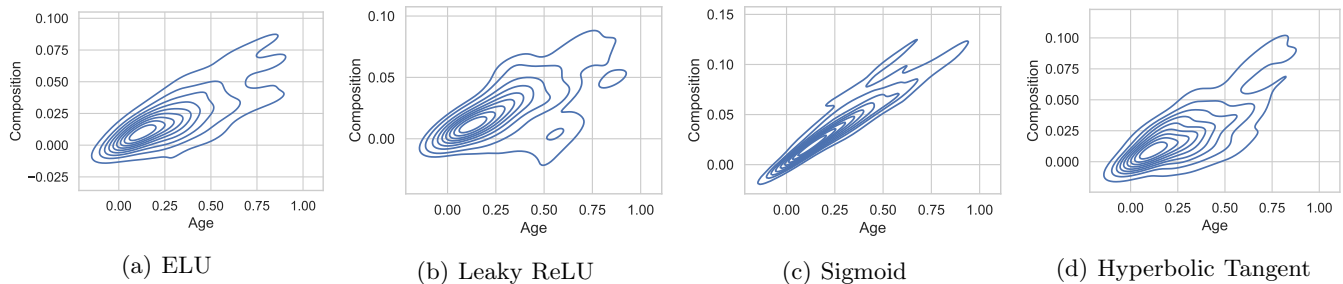 Composition
0.100
0.075
0.050
0.025
0.000
−0.025
0.00 0.25 0.50 0.75 1.00
Age
(a) ELU
Composition
0.10
0.05
0.00
0.00 0.25 0.50 0.75 1.00
Age
(b) Leaky ReLU
Composition
0.15
0.10
0.05
0.00
0.00 0.25 0.50 0.75 1.00
Age
(c) Sigmoid
Composition
0.100
0.075
0.050
0.025
0.000
0.00 0.25 0.50 0.75 1.00
Age
(d) Hyperbolic Tangent